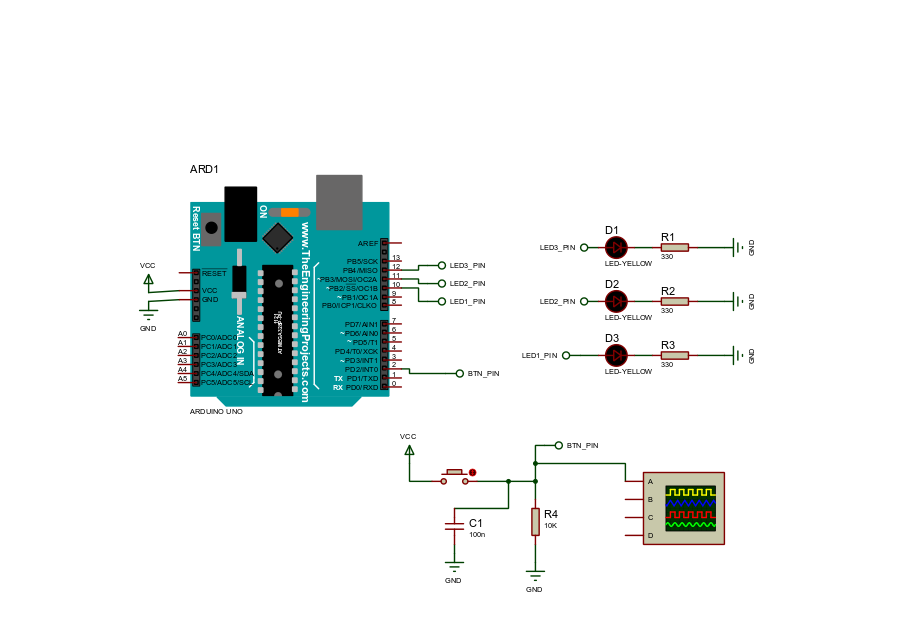 ARD1
Reset BTN
ON
www.TheEngineeringProjects.com
ANALOG IN
RESET
VCC
GND
A0 PC0/ADC0
A1 PC1/ADC1
A2 PC2/ADC2
A3 PC3/ADC3
A4 PC4/ADC4/SDA
A5 PC5/ADC5/SCL
AREF
PB5/SCK 13
PB4/MISO 12
~PB3/MOSI/OC2A 11
~PB2/SS/OC1B 10
~PB1/OC1A 9
PB0/ICP1/CLKO 8
PD7/AIN1 7
~PD6/AIN0 6
~PD5/T1 5
PD4/T0/XCK 4
~PD3/INT1 3
PD2/INT0 2
TX PD1/TXD 1
RX PD0/RXD 0
ARDUINO UNO
VCC
GND
LED3_PIN
LED2_PIN
LED1_PIN
BTN_PIN
D1
LED3_PIN
LED-YELLOW
R1
330
GND
D2
LED2_PIN
LED-YELLOW
R2
330
GND
D3
LED1_PIN
LED-YELLOW
R3
330
GND
VCC
BTN_PIN
C1
100n
GND
R4
10K
GND
A
B
C
D